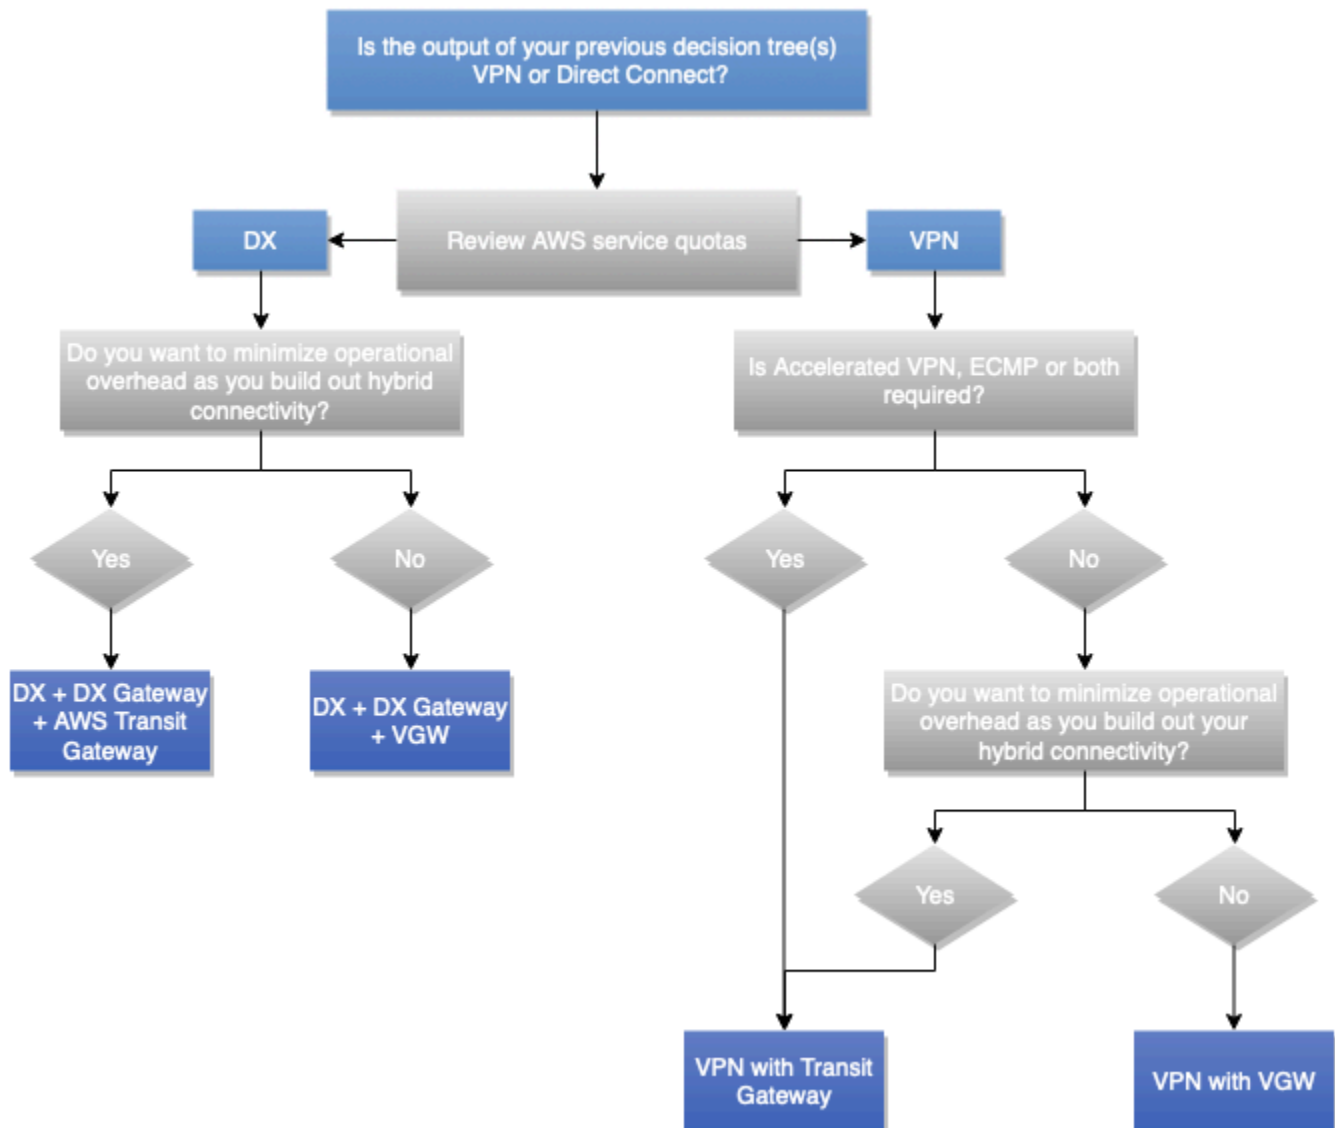 Is the output of your previous decision tree(s)
VPN or Direct Connect?
DX
Review AWS service quotas
VPN
Do you want to minimize operational
overhead as you build out hybrid
connectivity?
Is Accelerated VPN, ECMP or both
required?
Yes
No
Yes
No
DX + DX Gateway
+ AWS Transit
Gateway
DX + DX Gateway
+ VGW
Do you want to minimize operational
overhead as you build out your
hybrid connectivity?
Yes
No
VPN with Transit
Gateway
VPN with VGW